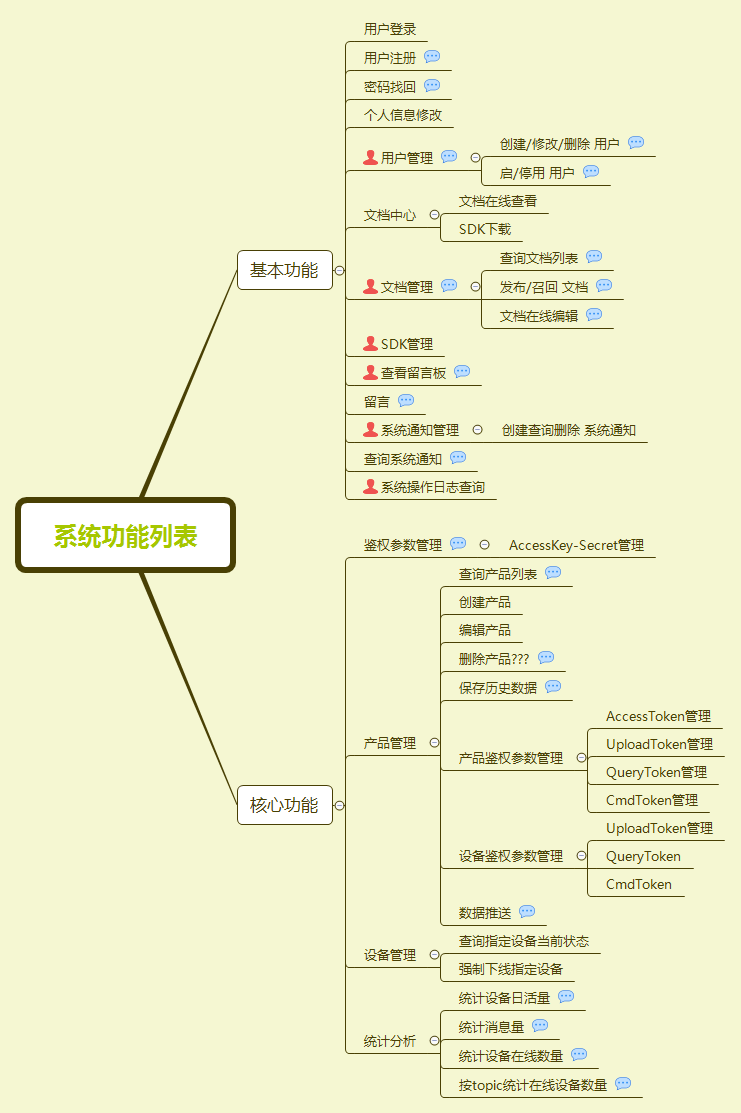 系统功能列表
基本功能
用户登录
用户注册
密码找回
个人信息修改
用户管理
创建/修改/删除 用户
启/停用 用户
文档中心
文档在线查看
SDK下载
文档管理
查询文档列表
发布/召回 文档
文档在线编辑
SDK管理
查看留言板
留言
系统通知管理
创建查询删除 系统通知
查询系统通知
系统操作日志查询
核心功能
鉴权参数管理
AccessKey-Secret管理
产品管理
查询产品列表
创建产品
编辑产品
删除产品???
保存历史数据
产品鉴权参数管理
AccessToken管理
UploadToken管理
QueryToken管理
CmdToken管理
设备鉴权参数管理
UploadToken管理
QueryToken
CmdToken
数据推送
设备管理
查询指定设备当前状态
强制下线指定设备
统计分析
统计设备日活量
统计消息量
统计设备在线数量
按topic统计在线设备数量